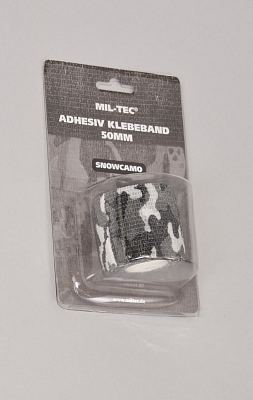 MIL-TEC®
ADHESIV KLEBEBAND
50MM
SNOWCAMO